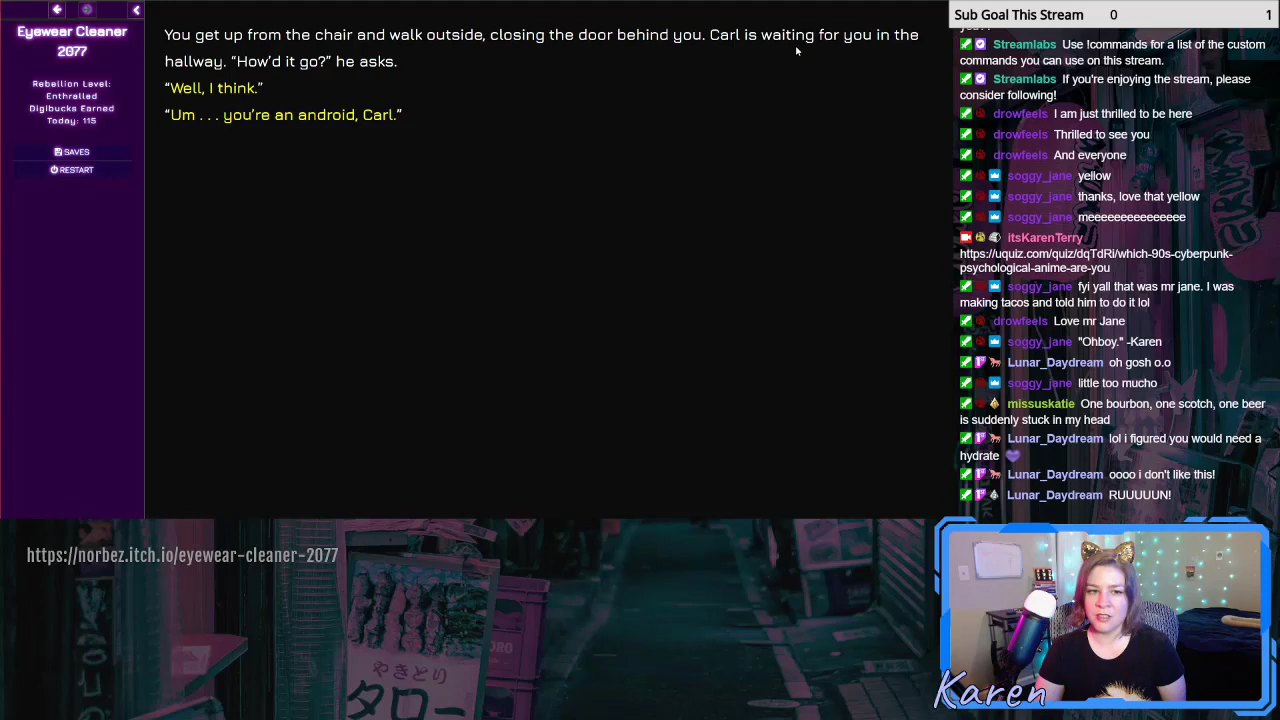 Eyewear Cleaner
2077
Rebellion Level:
Enthralled
Digibucks Earned
Today: 115
SAVES
RESTART
You get up from the chair and walk outside, closing the door behind you. Carl is waiting for you in the
hallway. “How’d it go?” he asks.
“Well, I think.”
“Um . . . you’re an android, Carl.”
Sub Goal This Stream 0 1
Streamlabs Use !commands for a list of the custom
commands you can use on this stream.
Streamlabs If you're enjoying the stream, please
consider following!
drowfeels I am just thrilled to be here
drowfeels Thrilled to see you
drowfeels And everyone
soggy_jane yellow
soggy_jane thanks, love that yellow
soggy_jane meeeeeeeeeeeeeee
itsKarenTerry
https://uquiz.com/quiz/dqTdRi/which-90s-cyberpunk-
psychological-anime-are-you
soggy_jane fyi yall that was mr jane. I was
making tacos and told him to do it lol
drowfeels Love mr Jane
soggy_jane "Ohboy." -Karen
Lunar_Daydream oh gosh o.o
soggy_jane little too mucho
missuskatie One bourbon, one scotch, one beer
is suddenly stuck in my head
Lunar_Daydream lol i figured you would need a
hydrate 💜
Lunar_Daydream oooo i don't like this!
Lunar_Daydream RUUUUUN!
https://norbez.itch.io/eyewear-cleaner-2077
やきとり
タロー
Karen